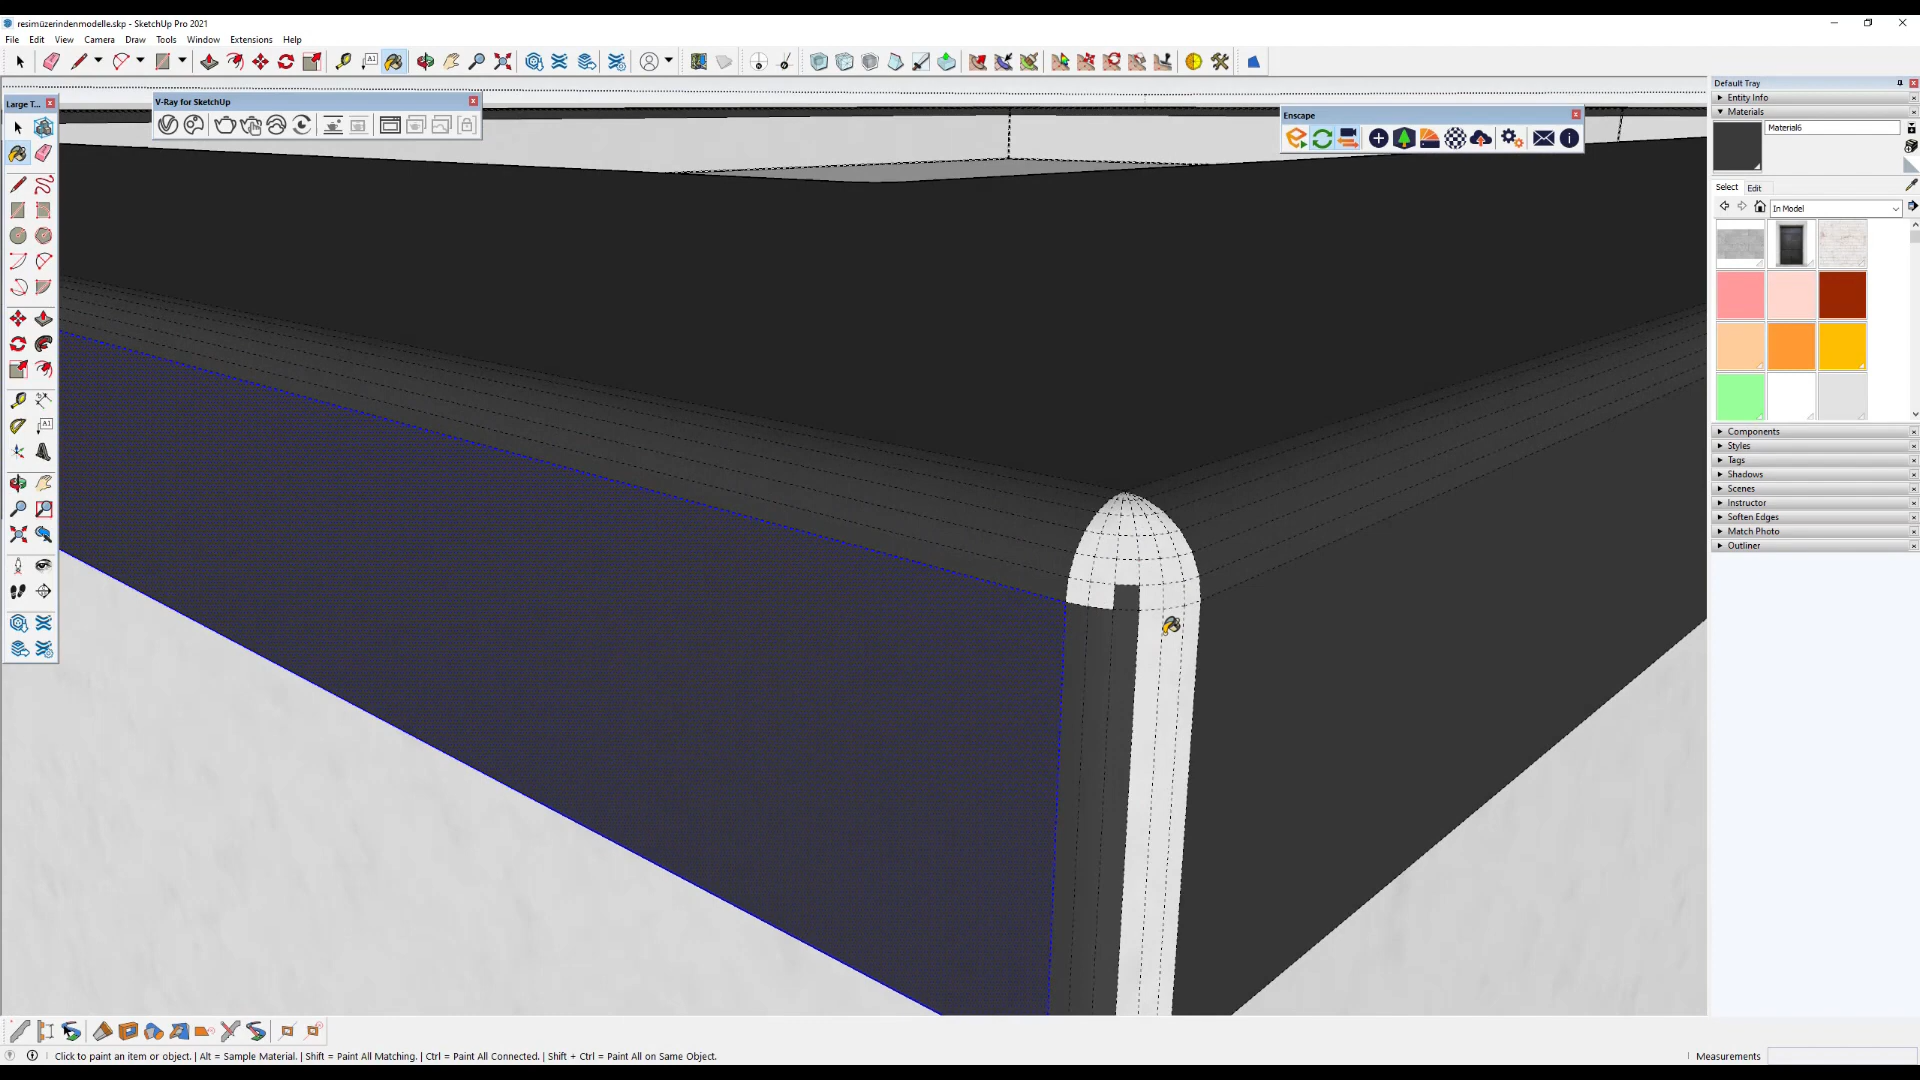 resimüzerindenmodelle.skp - SketchUp Pro 2021
File Edit View Camera Draw Tools Window Extensions Help
A1
Large T...
V-Ray for SketchUp
Enscape
Default Tray
Entity Info
Materials
Material6
Select Edit
In Model
A1
Components
Styles
Tags
Shadows
Scenes
Instructor
Soften Edges
Match Photo
Outliner
Click to paint an item or object. | Alt = Sample Material. | Shift = Paint All Matching. | Ctrl = Paint All Connected. | Shift + Ctrl = Paint All on Same Object.
Measurements